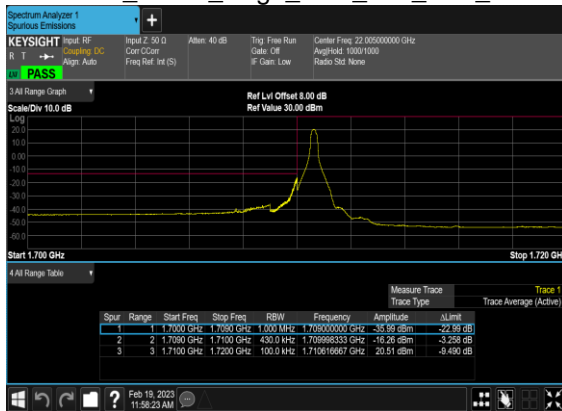 Spectrum Analyzer 1
Spurious Emissions
KEYSIGHT Input: RF Input Z: 50 Ω Atten: 40 dB Trig: Free Run Center Freq: 22.005000000 GHz
R T Coupling: DC Corr CCorr Gate: Off Avg|Hold: 1000/1000
Align: Auto Freq Ref: Int (S) IF Gain: Low Radio Std: None
PASS
3 All Range Graph
Ref Lvl Offset 8.00 dB
Scale/Div 10.0 dB Ref Value 30.00 dBm
Log
20.0
10.0
0.00
-10.0
-20.0
-30.0
-40.0
-50.0
-60.0
Start 1.700 GHz Stop 1.720 GH
4 All Range Table
Measure Trace Trace 1
Trace Type Trace Average (Active)
Spur Range Start Freq Stop Freq RBW Frequency Amplitude ΔLimit
1 1 1.7000 GHz 1.7090 GHz 1.000 MHz 1.709000000 GHz -35.99 dBm -22.99 dB
2 2 1.7090 GHz 1.7100 GHz 430.0 kHz 1.709998333 GHz -16.26 dBm -3.258 dB
3 3 1.7100 GHz 1.7200 GHz 100.0 kHz 1.710616667 GHz 20.51 dBm -9.490 dB
? Feb 19, 2023
11:58:23 AM